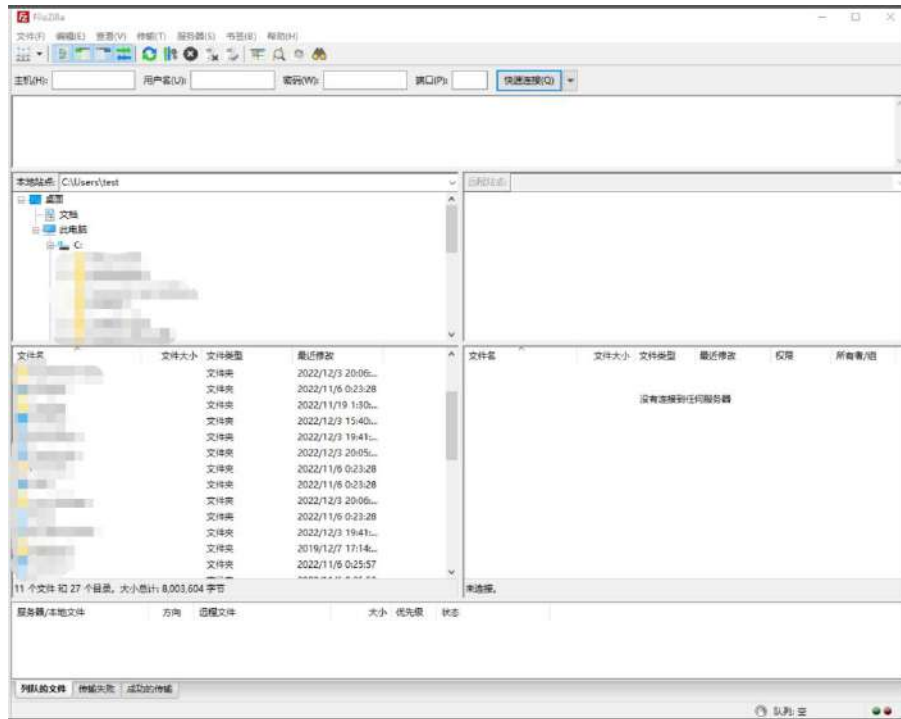 FileZilla
文件(F) 编辑(E) 查看(V) 传输(T) 服务器(S) 书签(B) 帮助(H)
主机(H): 用户名(U): 密码(W): 端口(P): 快速连接(Q)
本地站点: C:\Users\test 远程站点:
桌面
文档
此电脑
C:
文件名 文件大小 文件类型 最近修改 文件名 文件大小 文件类型 最近修改 权限 所有者/组
文件夹 2022/12/3 20:06:...
文件夹 2022/11/6 0:23:28
文件夹 2022/11/19 1:30:... 没有连接到任何服务器
文件夹 2022/12/3 15:40:...
文件夹 2022/12/3 19:41:...
文件夹 2022/12/3 20:05:...
文件夹 2022/11/6 0:23:28
文件夹 2022/11/6 0:23:28
文件夹 2022/12/3 20:06:...
文件夹 2022/11/6 0:23:28
文件夹 2022/12/3 19:41:...
文件夹 2019/12/7 17:14:...
文件夹 2022/11/6 0:25:57
11 个文件 和 27 个目录。大小总计: 8,003,604 字节 未连接。
服务器/本地文件 方向 远程文件 大小 优先级 状态
列队的文件 传输失败 成功的传输
队列: 空